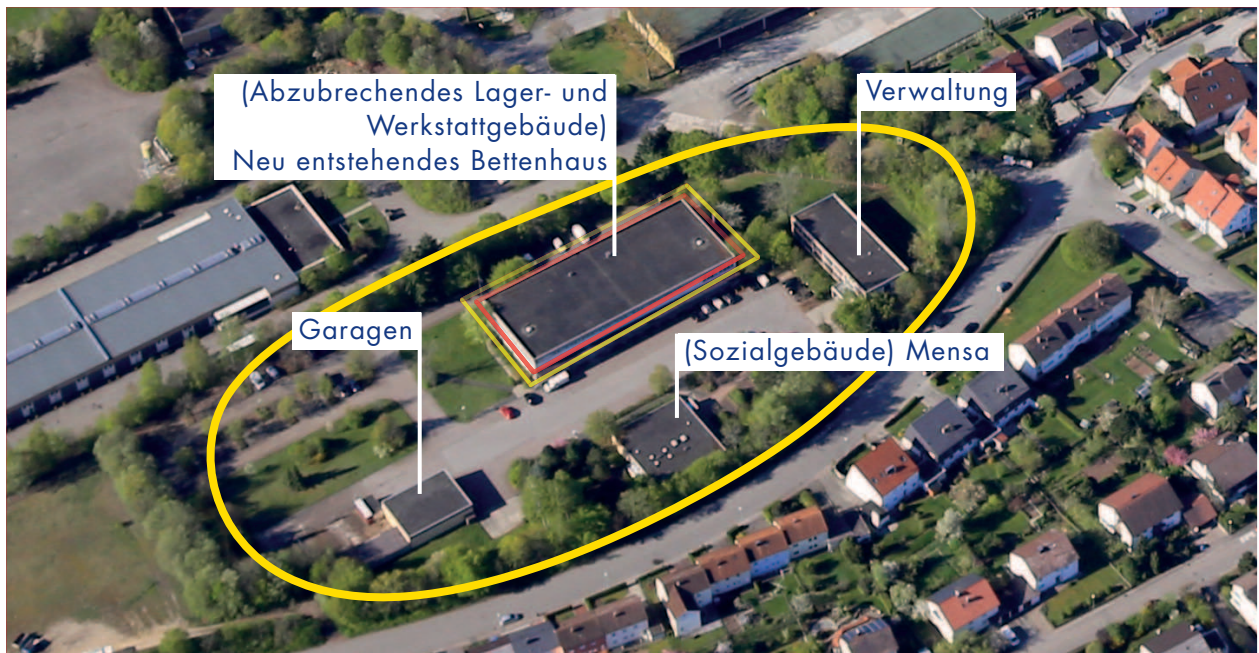 (Abzubrechendes Lager- und
Werkstattgebäude)
Neu entstehendes Bettenhaus
Verwaltung
Garagen
(Sozialgebäude) Mensa